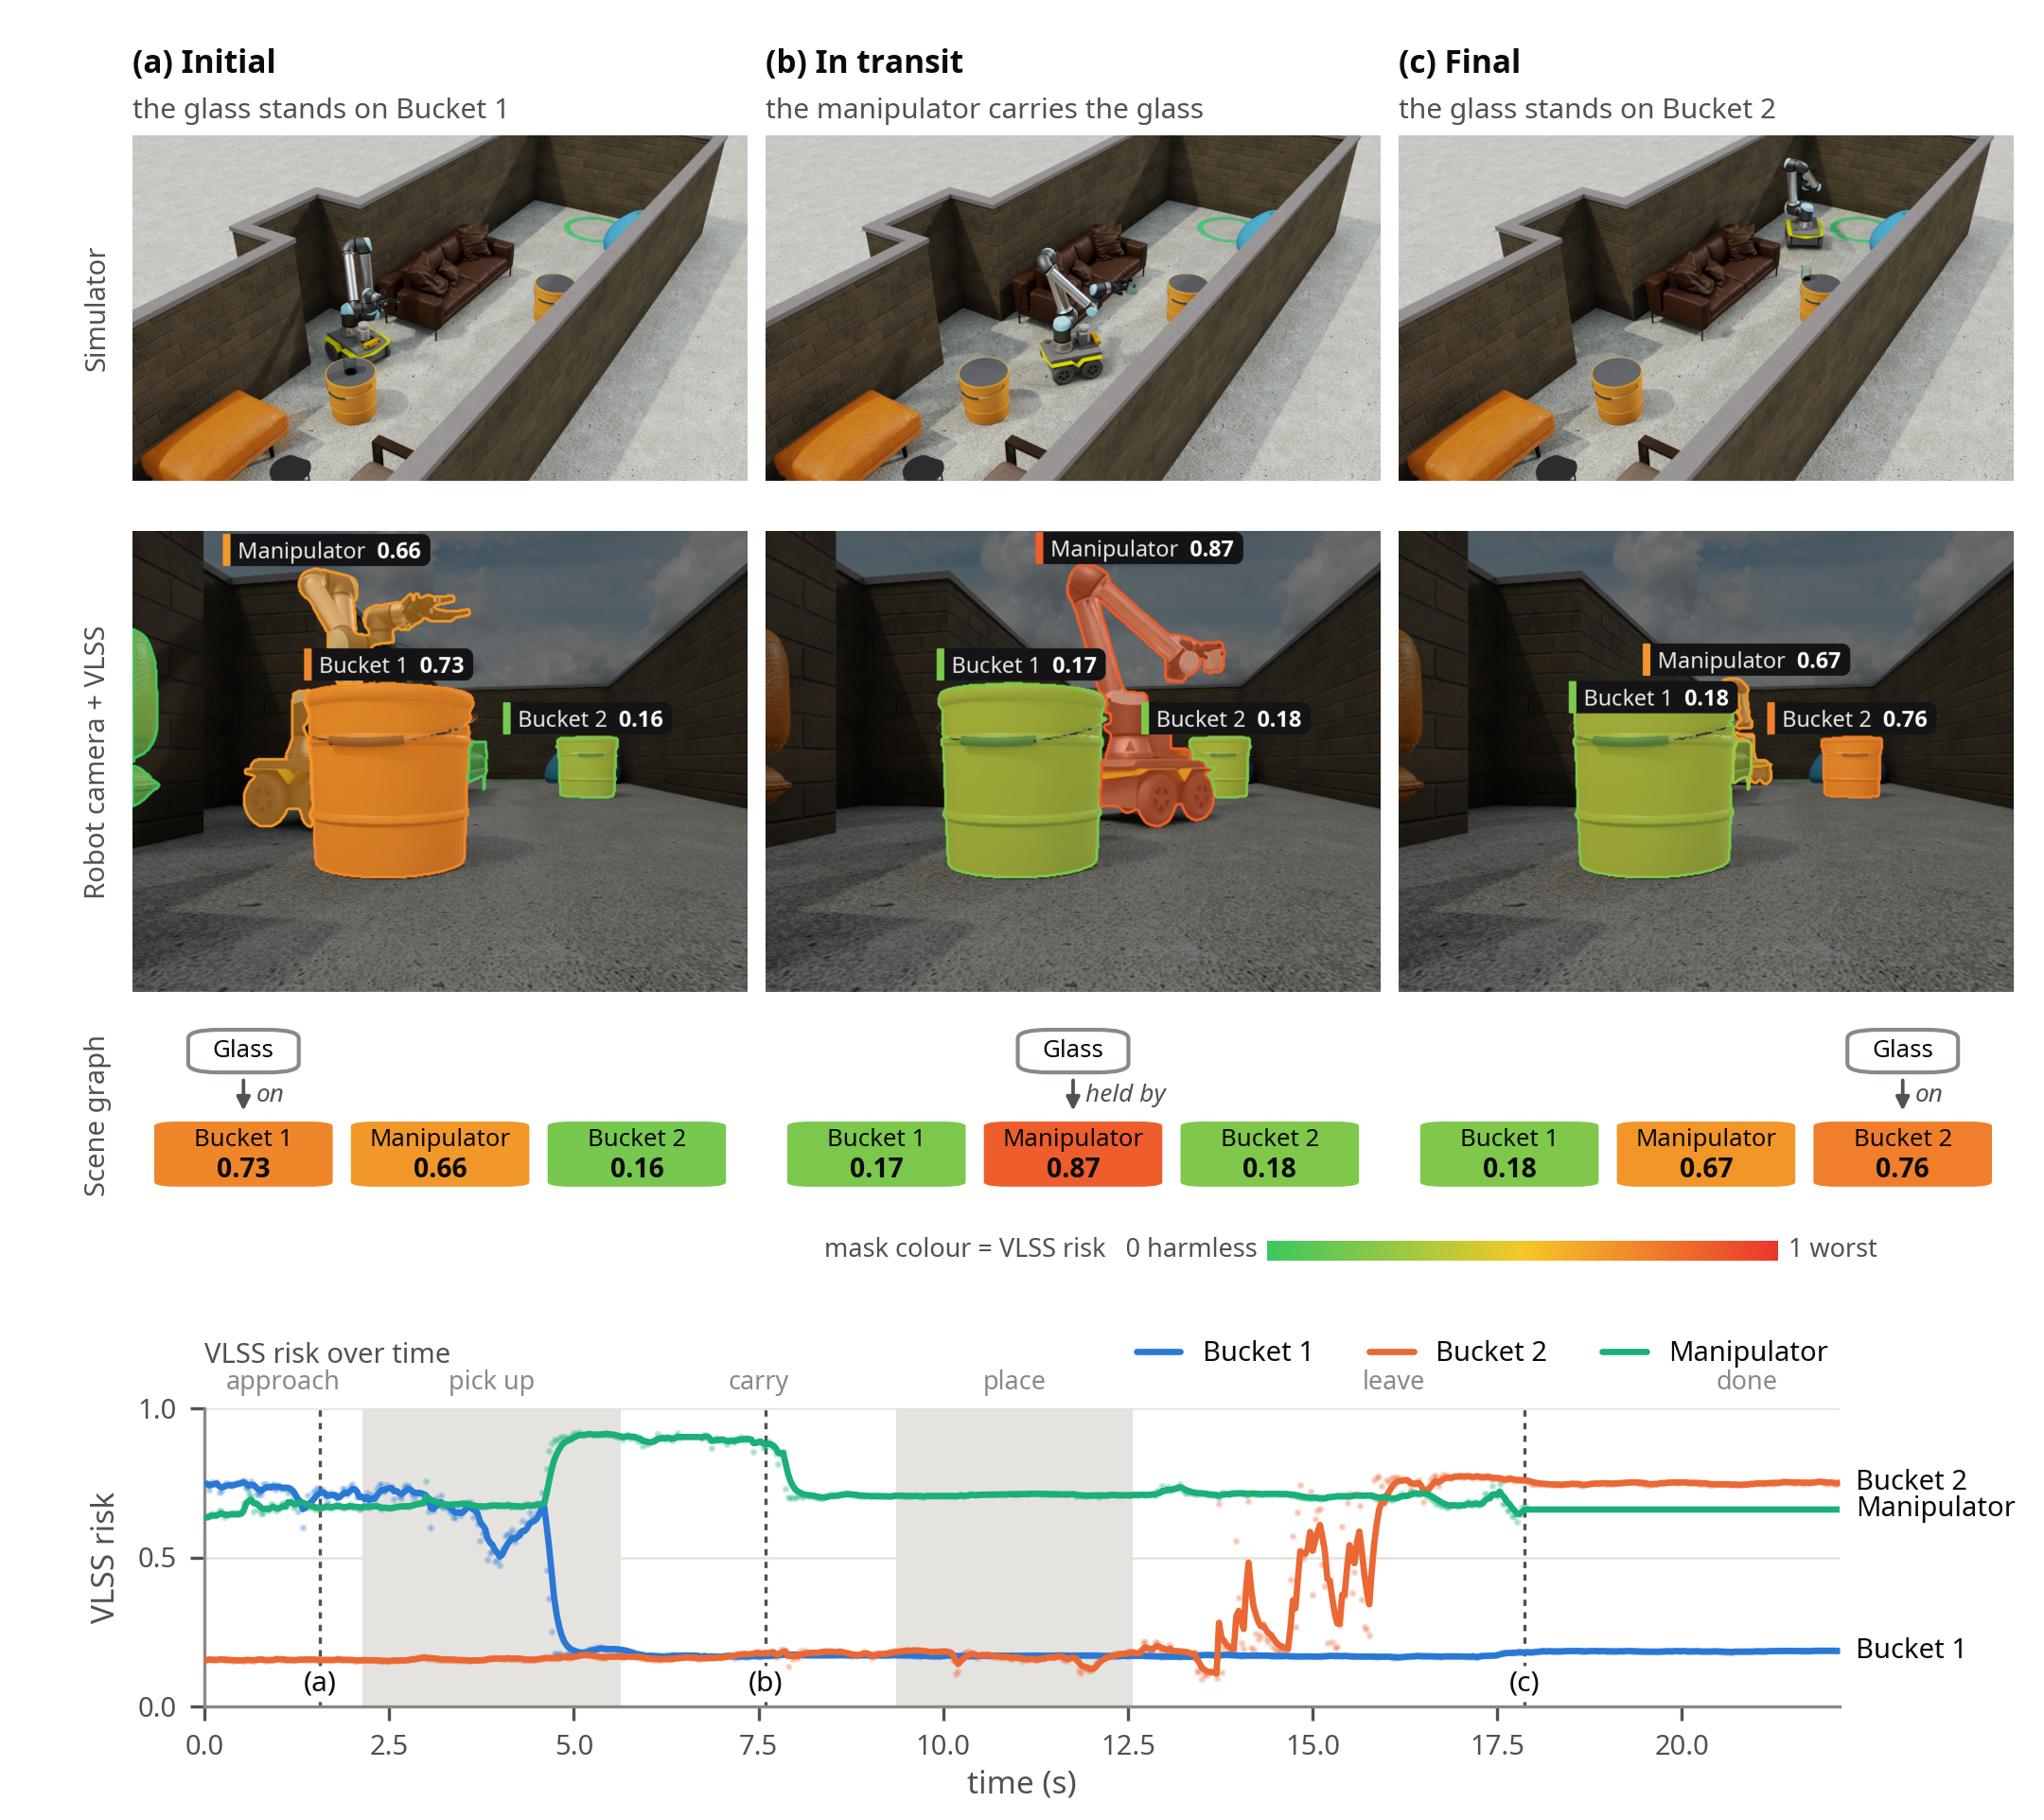 (a) Initial
the glass stands on Bucket 1
(b) In transit
the manipulator carries the glass
(c) Final
the glass stands on Bucket 2
Simulator
Robot camera + VLSS
Manipulator 0.66
Bucket 1 0.73
Bucket 2 0.16
Manipulator 0.87
Bucket 1 0.17
Bucket 2 0.18
Manipulator 0.67
Bucket 1 0.18
Bucket 2 0.76
Scene graph
Glass
on
Bucket 1
0.73
Manipulator
0.66
Bucket 2
0.16
Glass
held by
Bucket 1
0.17
Manipulator
0.87
Bucket 2
0.18
Glass
on
Bucket 1
0.18
Manipulator
0.67
Bucket 2
0.76
mask colour = VLSS risk 0 harmless 1 worst
VLSS risk over time
Bucket 1 Bucket 2 Manipulator
approach pick up carry place leave done
VLSS risk
1.0
0.5
0.0
Bucket 2
Manipulator
Bucket 1
(a) (b) (c)
0.0 2.5 5.0 7.5 10.0 12.5 15.0 17.5 20.0
time (s)